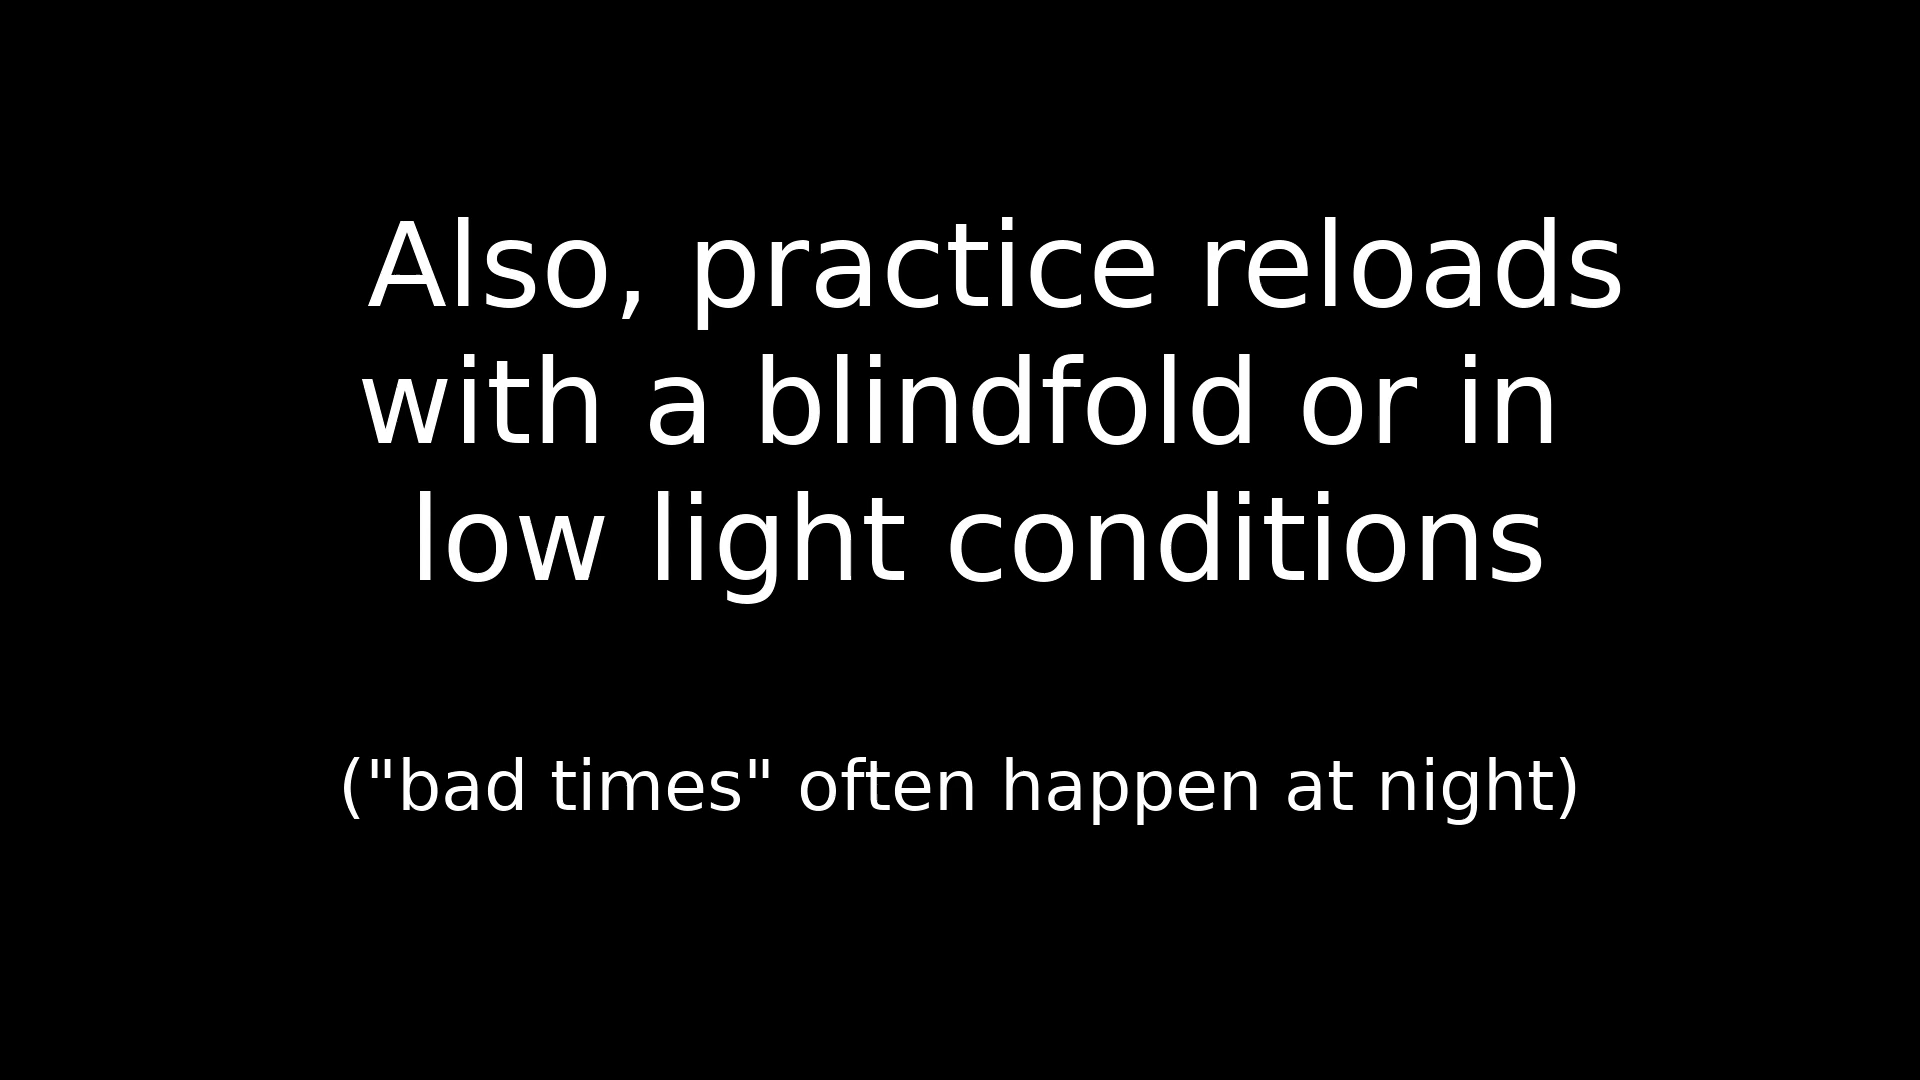 Also, practice reloads
with a blindfold or in
low light conditions
("bad times" often happen at night)